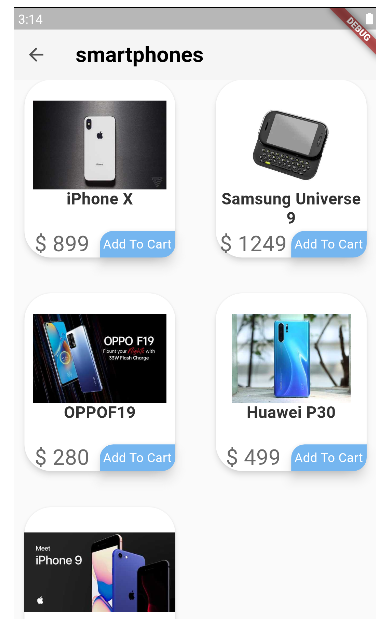 3:14
DEBUG
smartphones
iPhone X
$ 899
Add To Cart
Samsung Universe
9
$ 1249
Add To Cart
OPPO F19
Flaunt your Nights with
33W Flash Charge
OPPOF19
$ 280
Add To Cart
Huawei P30
$ 499
Add To Cart
Meet
iPhone 9